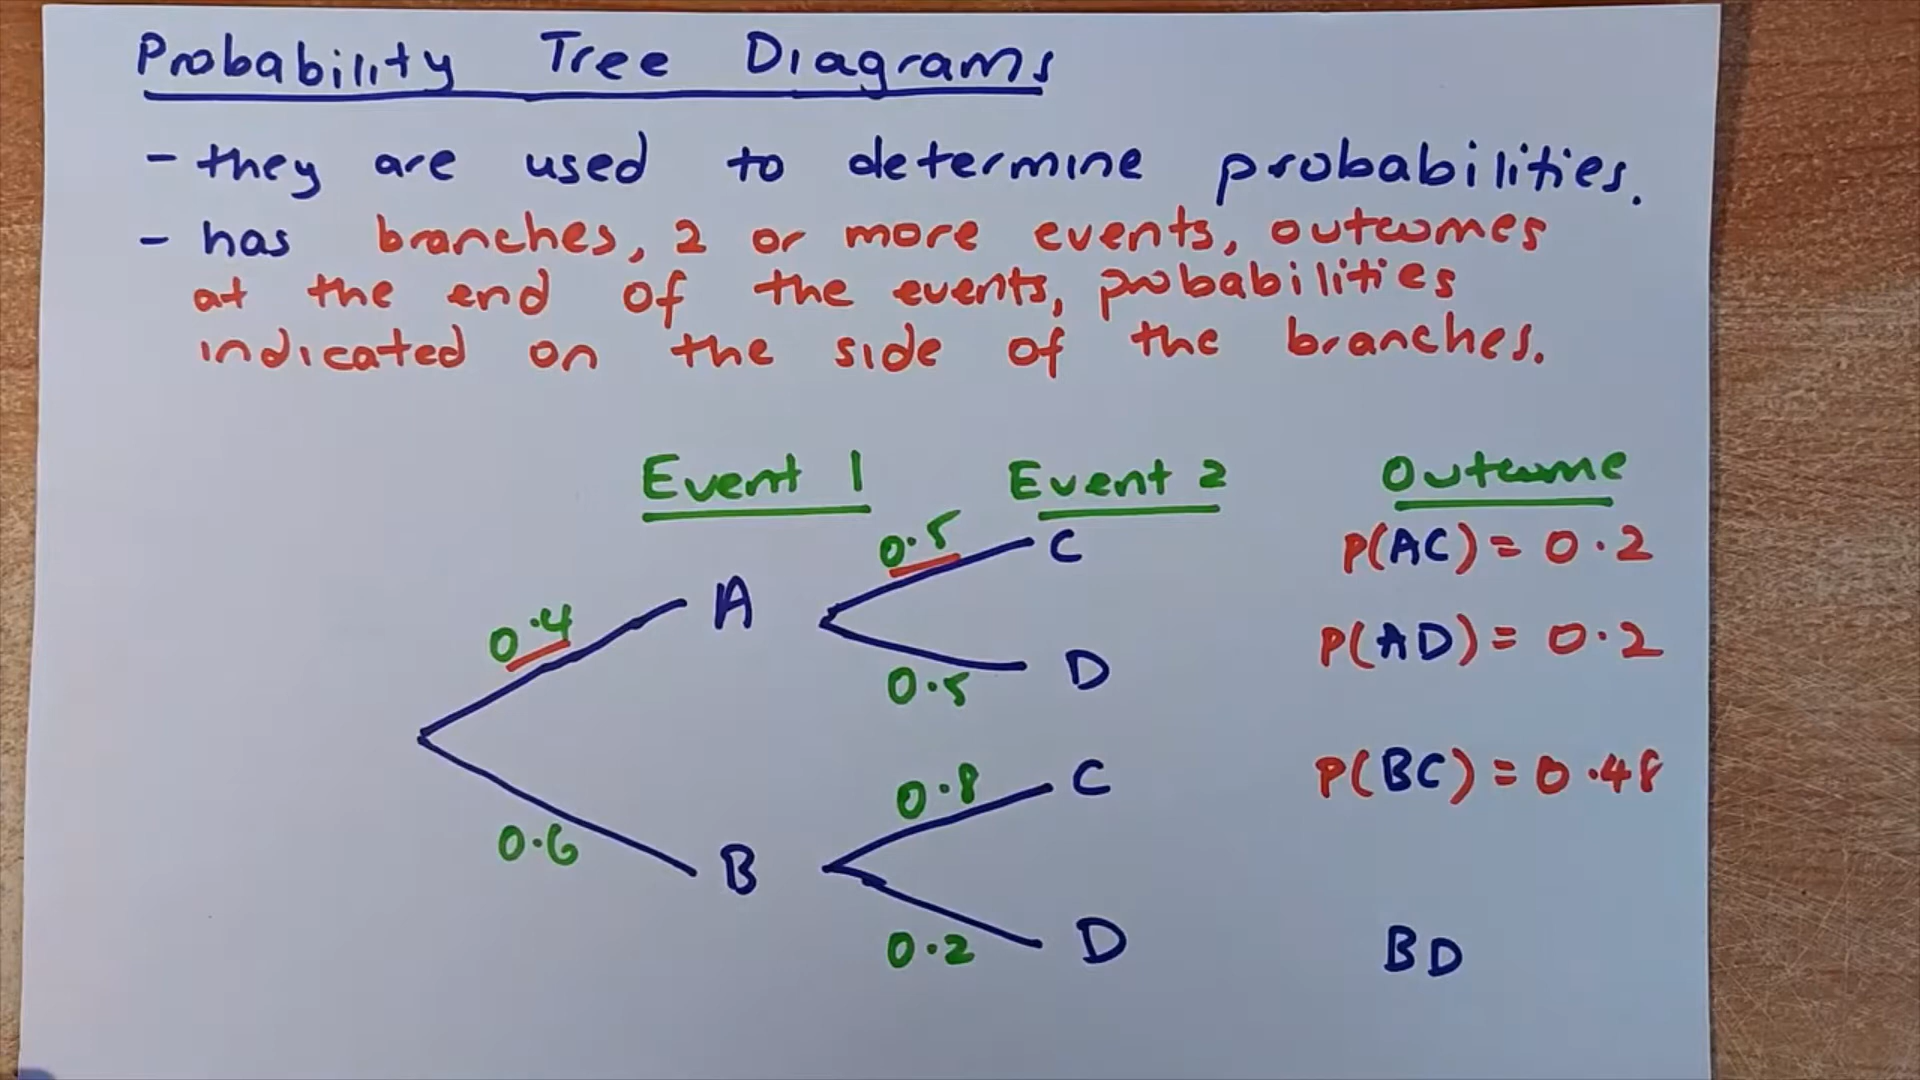 Probability Tree Diagrams
- they are used to determine probabilities.
- has branches, 2 or more events, outcomes
at the end of the events, probabilities
indicated on the side of the branches.
Event 1 Event 2 Outcome
0.5 C P(AC) = 0.2
0.4 A
0.5 D P(AD) = 0.2
0.8 C P(BC) = 0.48
0.6 B
0.2 D BD